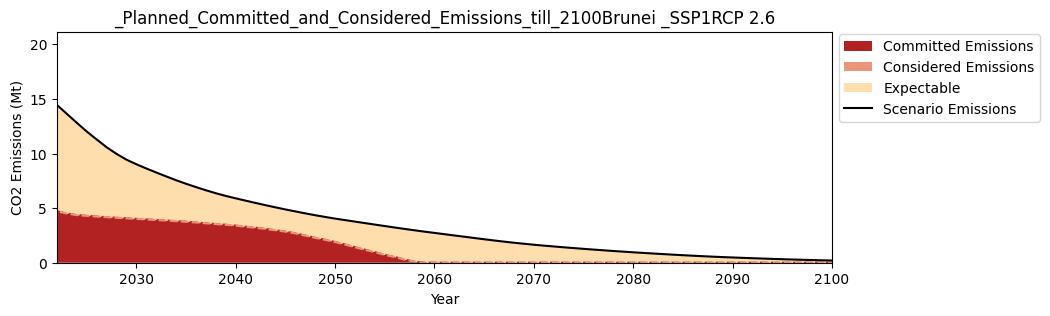 _Planned_Committed_and_Considered_Emissions_till_2100Brunei _SSP1RCP 2.6
CO2 Emissions (Mt)
20
15
10
5
0
2030 2040 2050 2060 2070 2080 2090 2100
Year
Committed Emissions
Considered Emissions
Expectable
Scenario Emissions